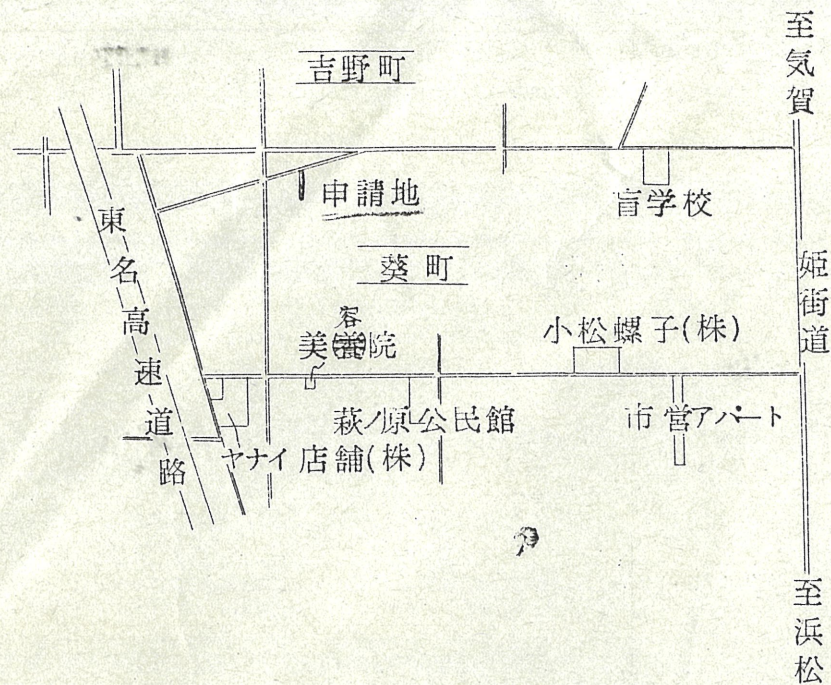 至気賀
吉野町
申請地
盲学校
東名高速道路
葵町
姫街道
客
美養院
小松螺子(株)
萩ノ原公民館
市営アパート
ヤナイ店舗(株)
至浜松